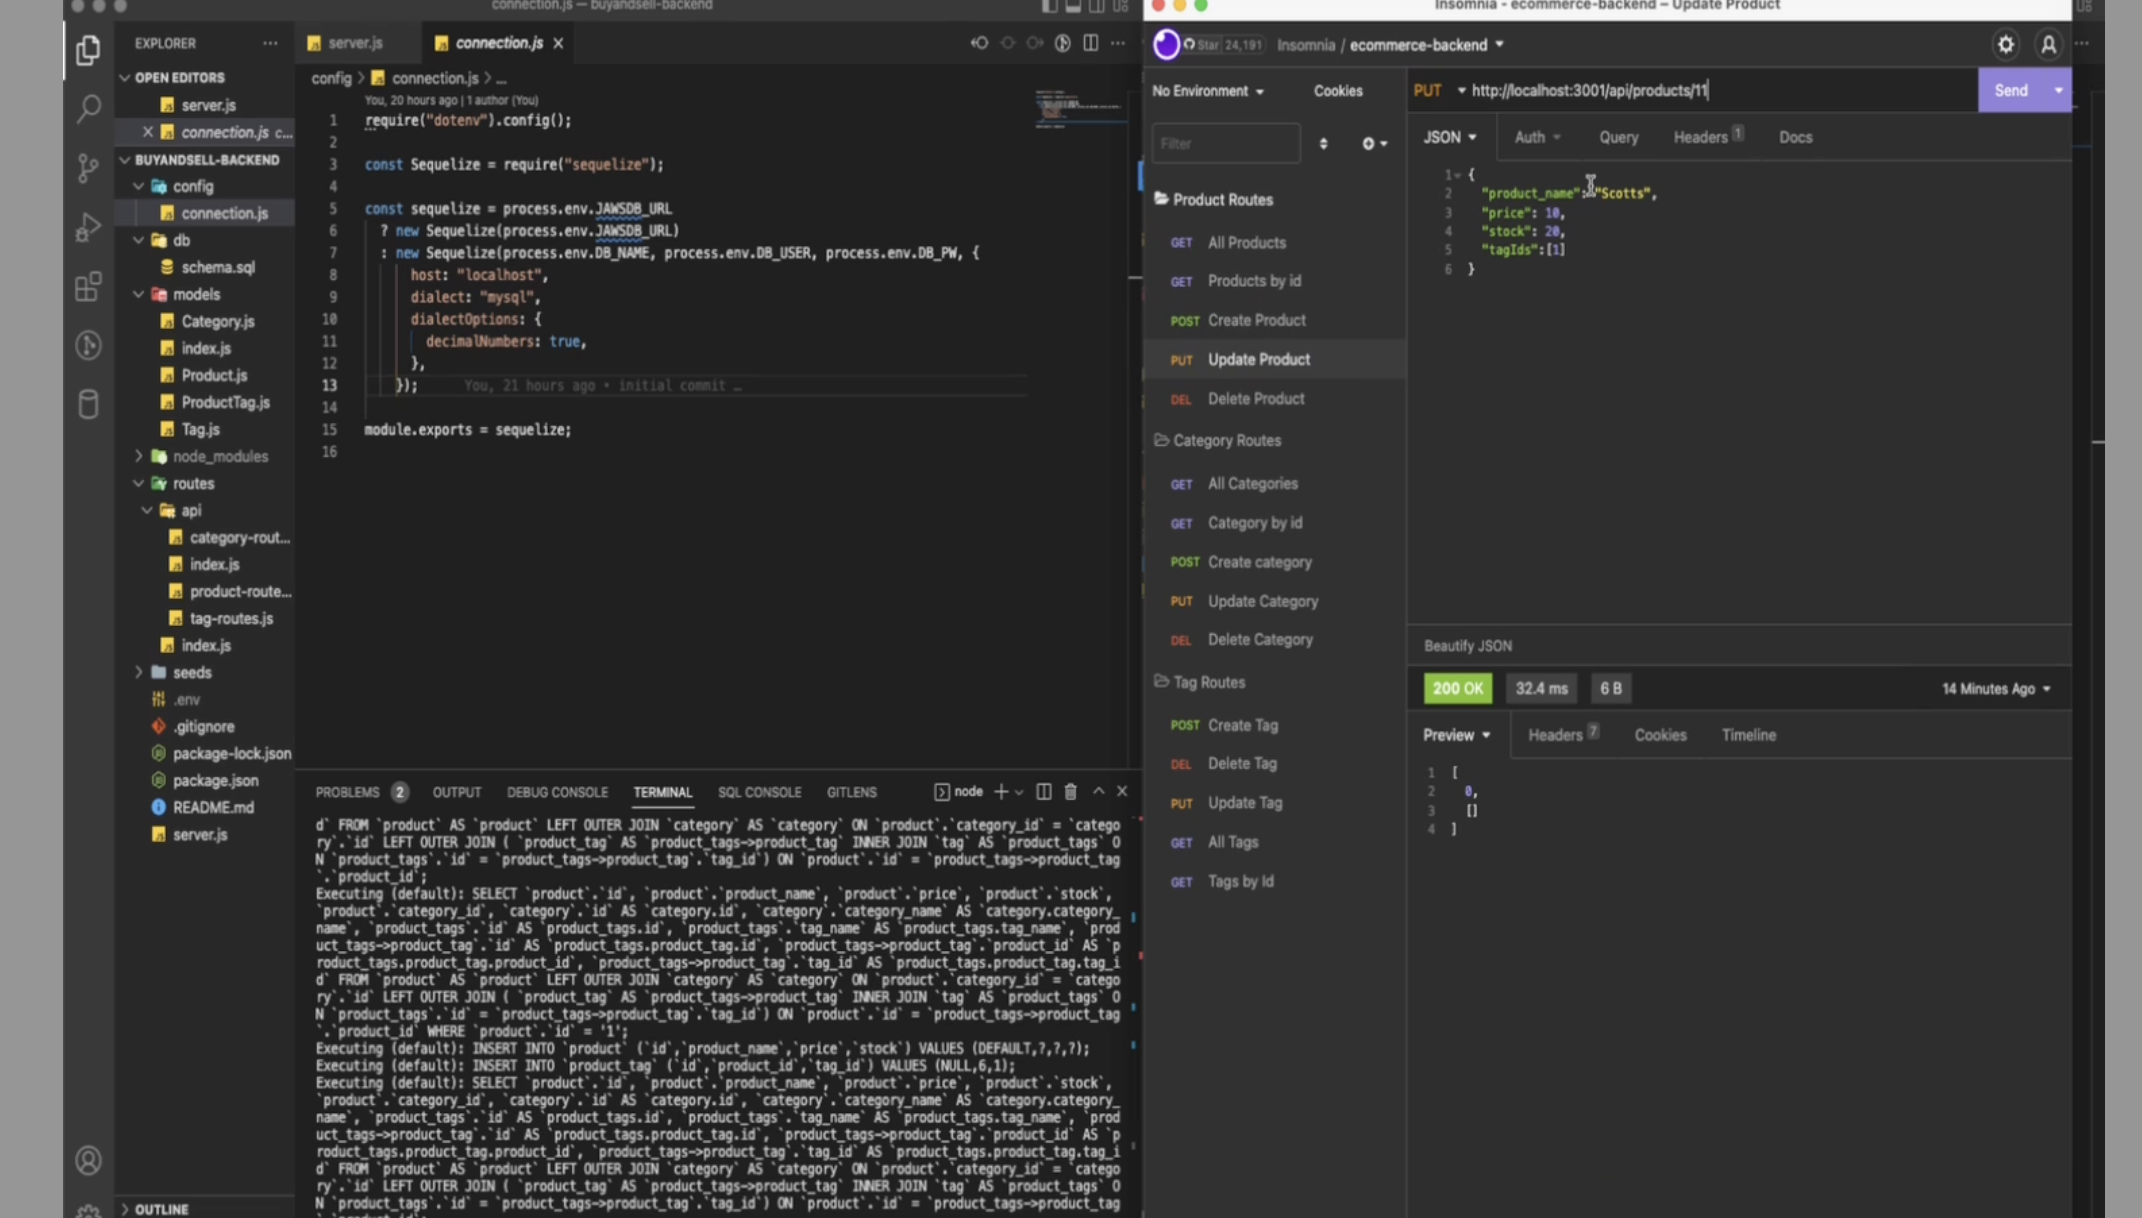 connection.js — buyandsell-backend
EXPLORER
OPEN EDITORS
server.js
connection.js c...
BUYANDSELL-BACKEND
config
connection.js
db
schema.sql
models
Category.js
index.js
Product.js
ProductTag.js
Tag.js
node_modules
routes
api
category-rout...
index.js
product-route...
tag-routes.js
index.js
seeds
.env
.gitignore
package-lock.json
package.json
README.md
server.js
OUTLINE
server.js
connection.js
config > connection.js > ...
You, 20 hours ago | 1 author (You)
1 require("dotenv").config();
2
3 const Sequelize = require("sequelize");
4
5 const sequelize = process.env.JAWSDB_URL
6 ? new Sequelize(process.env.JAWSDB_URL)
7 : new Sequelize(process.env.DB_NAME, process.env.DB_USER, process.env.DB_PW, {
8 host: "localhost",
9 dialect: "mysql",
10 dialectOptions: {
11 decimalNumbers: true,
12 },
13 }); You, 21 hours ago • initial commit …
14
15 module.exports = sequelize;
16
PROBLEMS 2 OUTPUT DEBUG CONSOLE TERMINAL SQL CONSOLE GITLENS node
d` FROM `product` AS `product` LEFT OUTER JOIN `category` AS `category` ON `product`.`category_id` = `catego
ry`.`id` LEFT OUTER JOIN ( `product_tag` AS `product_tags->product_tag` INNER JOIN `tag` AS `product_tags` O
N `product_tags`.`id` = `product_tags->product_tag`.`tag_id`) ON `product`.`id` = `product_tags->product_tag
`.`product_id`;
Executing (default): SELECT `product`.`id`, `product`.`product_name`, `product`.`price`, `product`.`stock`,
`product`.`category_id`, `category`.`id` AS `category.id`, `category`.`category_name` AS `category.category_
name`, `product_tags`.`id` AS `product_tags.id`, `product_tags`.`tag_name` AS `product_tags.tag_name`, `prod
uct_tags->product_tag`.`id` AS `product_tags.product_tag.id`, `product_tags->product_tag`.`product_id` AS `p
roduct_tags.product_tag.product_id`, `product_tags->product_tag`.`tag_id` AS `product_tags.product_tag.tag_i
d` FROM `product` AS `product` LEFT OUTER JOIN `category` AS `category` ON `product`.`category_id` = `catego
ry`.`id` LEFT OUTER JOIN ( `product_tag` AS `product_tags->product_tag` INNER JOIN `tag` AS `product_tags` O
N `product_tags`.`id` = `product_tags->product_tag`.`tag_id`) ON `product`.`id` = `product_tags->product_tag
`.`product_id` WHERE `product`.`id` = '1';
Executing (default): INSERT INTO `product` (`id`,`product_name`,`price`,`stock`) VALUES (DEFAULT,?,?,?);
Executing (default): INSERT INTO `product_tag` (`id`,`product_id`,`tag_id`) VALUES (NULL,6,1);
Executing (default): SELECT `product`.`id`, `product`.`product_name`, `product`.`price`, `product`.`stock`,
`product`.`category_id`, `category`.`id` AS `category.id`, `category`.`category_name` AS `category.category_
name`, `product_tags`.`id` AS `product_tags.id`, `product_tags`.`tag_name` AS `product_tags.tag_name`, `prod
uct_tags->product_tag`.`id` AS `product_tags.product_tag.id`, `product_tags->product_tag`.`product_id` AS `p
roduct_tags.product_tag.product_id`, `product_tags->product_tag`.`tag_id` AS `product_tags.product_tag.tag_i
d` FROM `product` AS `product` LEFT OUTER JOIN `category` AS `category` ON `product`.`category_id` = `catego
ry`.`id` LEFT OUTER JOIN ( `product_tag` AS `product_tags->product_tag` INNER JOIN `tag` AS `product_tags` O
N `product_tags`.`id` = `product_tags->product_tag`.`tag_id`) ON `product`.`id` = `product_tags->product_tag
Insomnia - ecommerce-backend – Update Product
Star 24,191 Insomnia / ecommerce-backend
No Environment Cookies
Filter
Product Routes
GET All Products
GET Products by id
POST Create Product
PUT Update Product
DEL Delete Product
Category Routes
GET All Categories
GET Category by id
POST Create category
PUT Update Category
DEL Delete Category
Tag Routes
POST Create Tag
DEL Delete Tag
PUT Update Tag
GET All Tags
GET Tags by Id
PUT http://localhost:3001/api/products/11 Send
JSON Auth Query Headers 1 Docs
1 {
2 "product_name": "Scotts",
3 "price": 10,
4 "stock": 20,
5 "tagIds":[1]
6 }
Beautify JSON
200 OK 32.4 ms 6 B 14 Minutes Ago
Preview Headers 7 Cookies Timeline
1 [
2 0,
3 []
4 ]